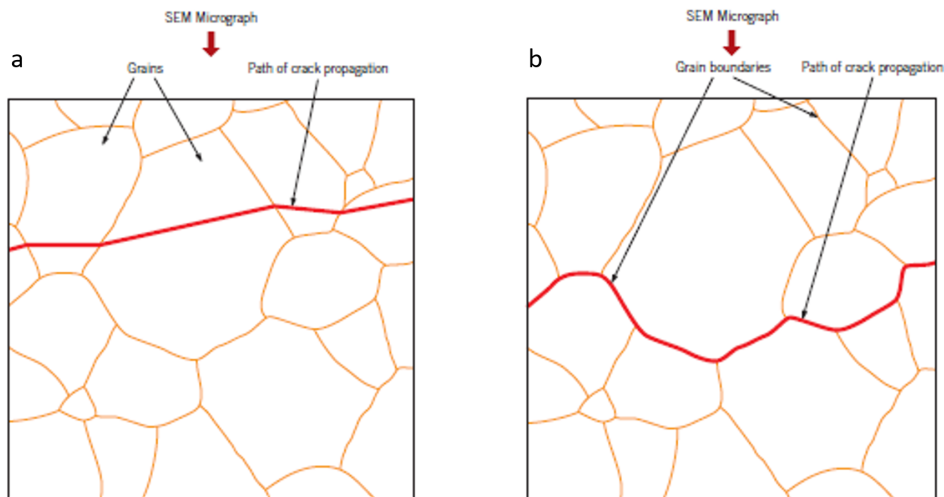 SEM Micrograph
a
Grains
Path of crack propagation
SEM Micrograph
b
Grain boundaries
Path of crack propagation